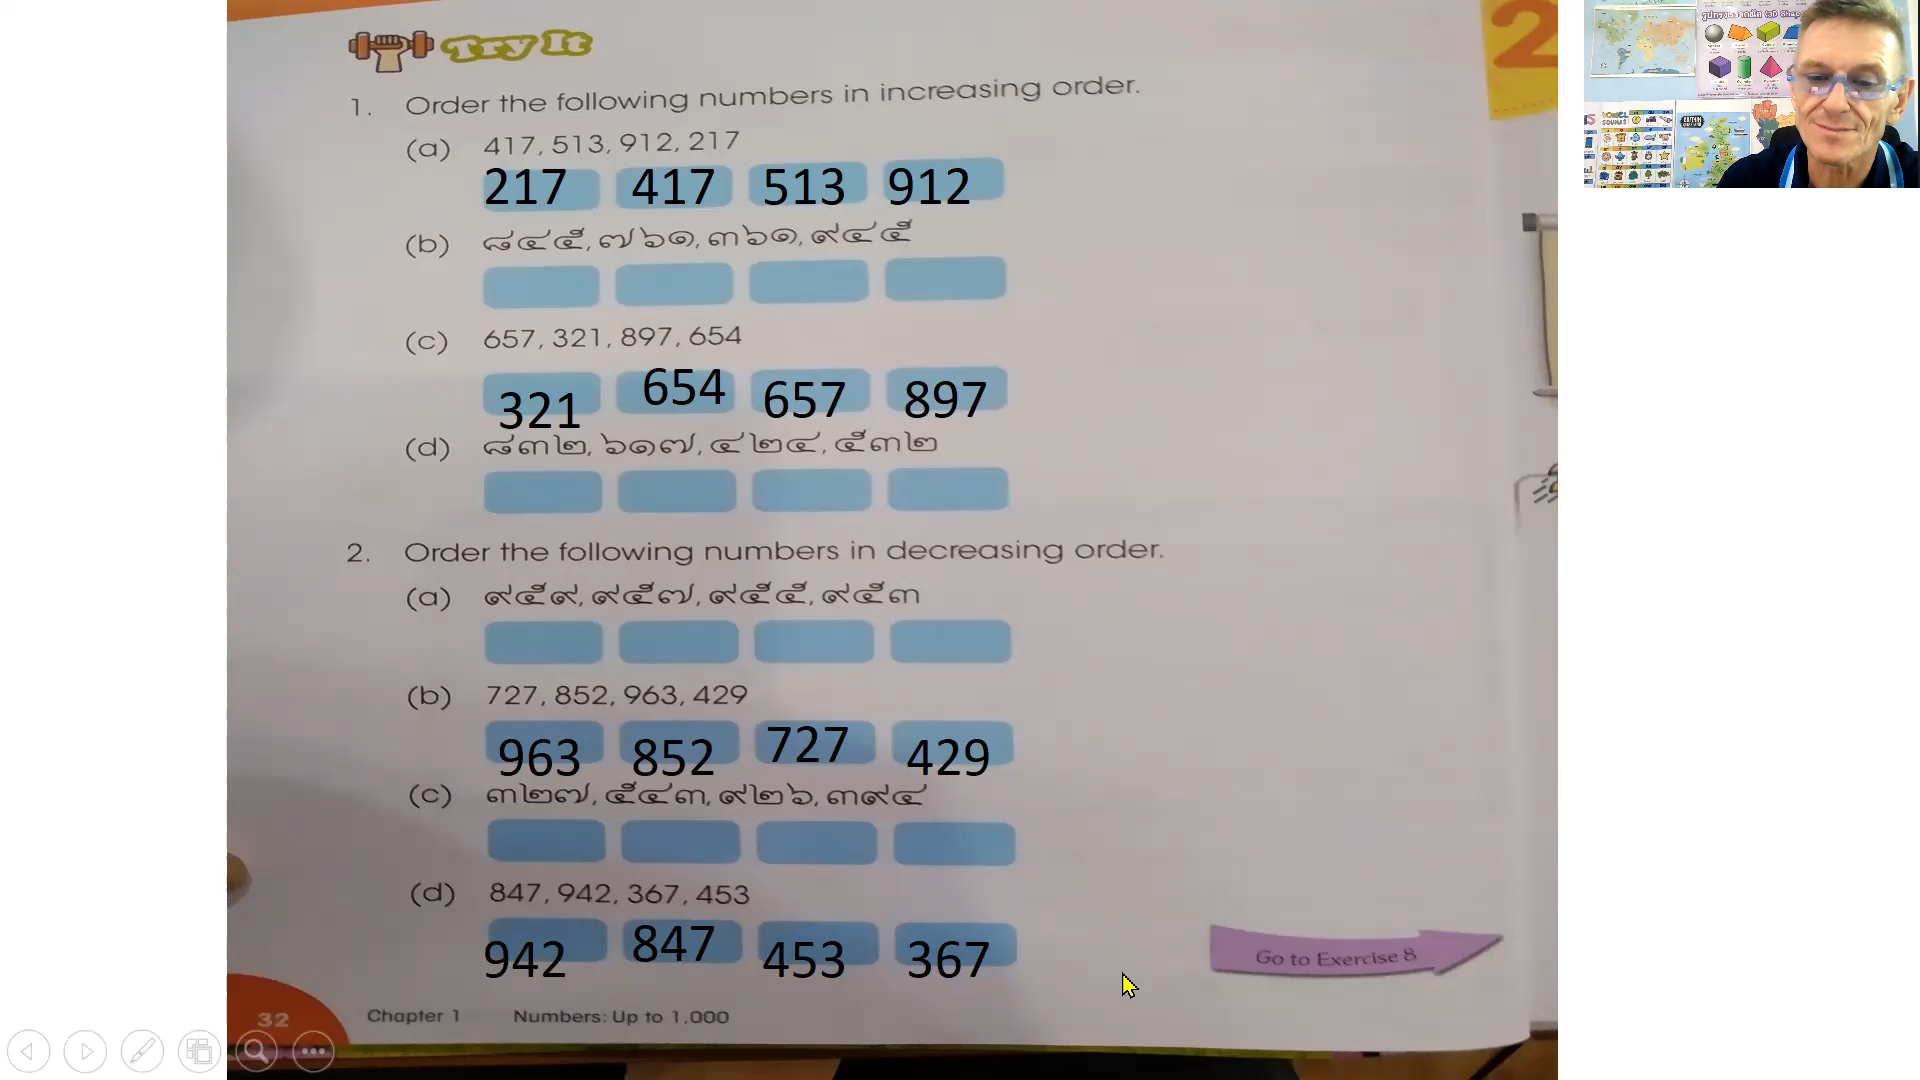 Try It
2
1. Order the following numbers in increasing order.
(a) 417, 513, 912, 217
217 417 513 912
(b) ๘๔๕, ๗๖๑, ๓๖๑, ๙๔๕
(c) 657, 321, 897, 654
321 654 657 897
(d) ๘๓๒, ๖๑๗, ๔๒๔, ๕๓๒
2. Order the following numbers in decreasing order.
(a) ๙๕๙, ๙๕๗, ๙๕๕, ๙๕๓
(b) 727, 852, 963, 429
963 852 727 429
(c) ๓๒๗, ๕๔๓, ๙๒๖, ๓๙๔
(d) 847, 942, 367, 453
942 847 453 367
Go to Exercise 8
32 Chapter 1 Numbers: Up to 1,000
VOWEL SOUNDS